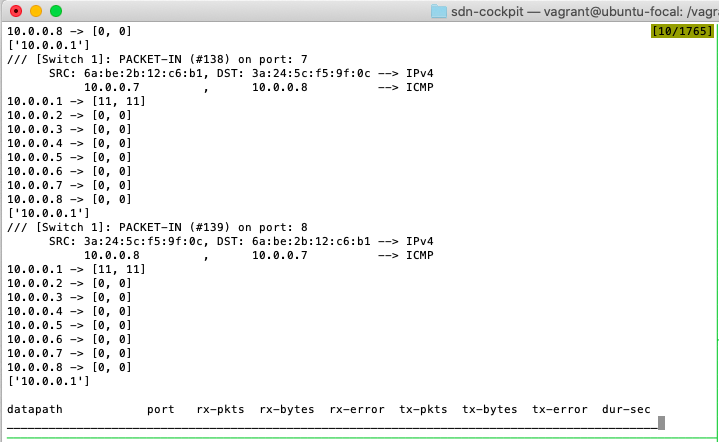 sdn-cockpit — vagrant@ubuntu-focal: /vagr
10.0.0.8 -> [0, 0] [10/1765]
['10.0.0.1']
/// [Switch 1]: PACKET-IN (#138) on port: 7
SRC: 6a:be:2b:12:c6:b1, DST: 3a:24:5c:f5:9f:0c --> IPv4
10.0.0.7 , 10.0.0.8 --> ICMP
10.0.0.1 -> [11, 11]
10.0.0.2 -> [0, 0]
10.0.0.3 -> [0, 0]
10.0.0.4 -> [0, 0]
10.0.0.5 -> [0, 0]
10.0.0.6 -> [0, 0]
10.0.0.7 -> [0, 0]
10.0.0.8 -> [0, 0]
['10.0.0.1']
/// [Switch 1]: PACKET-IN (#139) on port: 8
SRC: 3a:24:5c:f5:9f:0c, DST: 6a:be:2b:12:c6:b1 --> IPv4
10.0.0.8 , 10.0.0.7 --> ICMP
10.0.0.1 -> [11, 11]
10.0.0.2 -> [0, 0]
10.0.0.3 -> [0, 0]
10.0.0.4 -> [0, 0]
10.0.0.5 -> [0, 0]
10.0.0.6 -> [0, 0]
10.0.0.7 -> [0, 0]
10.0.0.8 -> [0, 0]
['10.0.0.1']
datapath port rx-pkts rx-bytes rx-error tx-pkts tx-bytes tx-error dur-sec